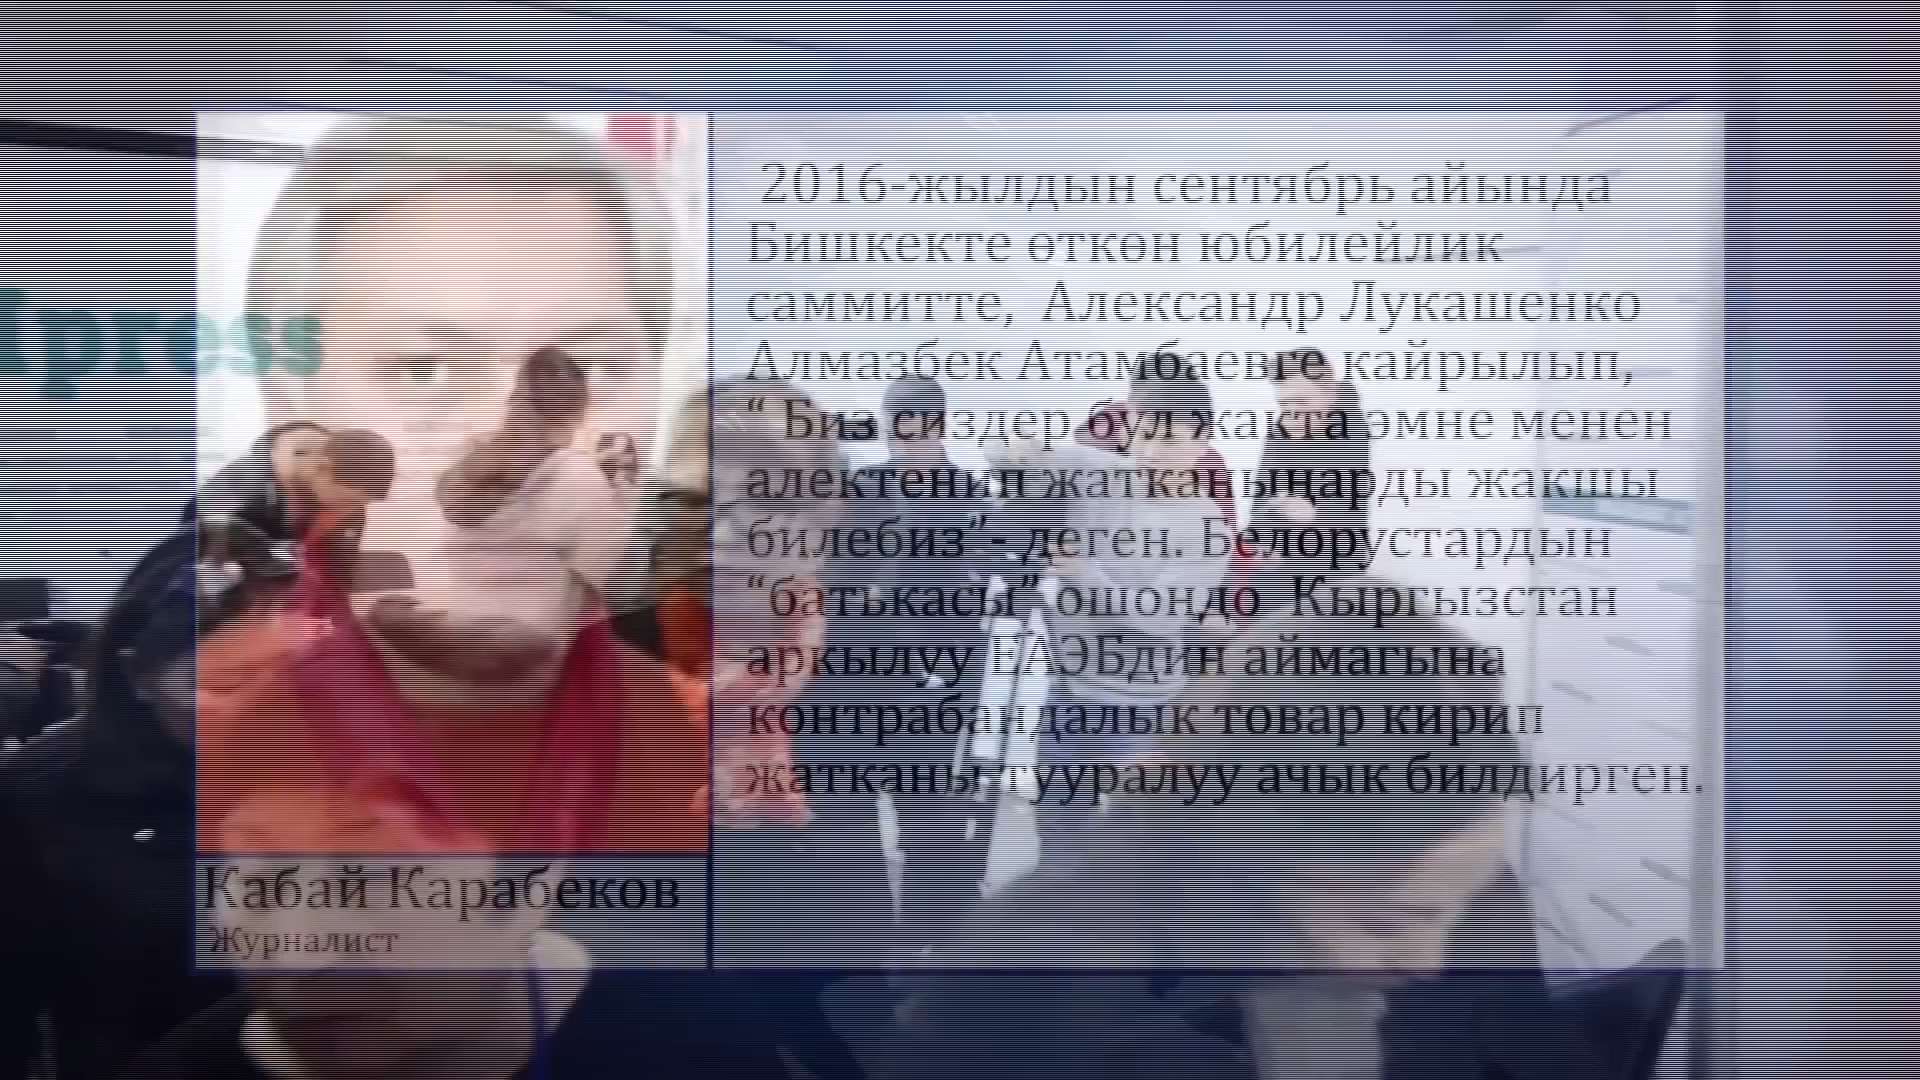 xpress
2016-жылдын сентябрь айында
Бишкекте өткөн юбилейлик
саммитте, Александр Лукашенко
Алмазбек Атамбаевге кайрылып,
“ Биз сиздер бул жакта эмне менен
алектенип жатканыңарды жакшы
билебиз”- деген. Белорустардын
“батькасы” ошондо Кыргызстан
аркылуу ЕАЭБдин аймагына
контрабандалык товар кирип
жатканы тууралуу ачык билдирген.
Кабай Карабеков
Журналист